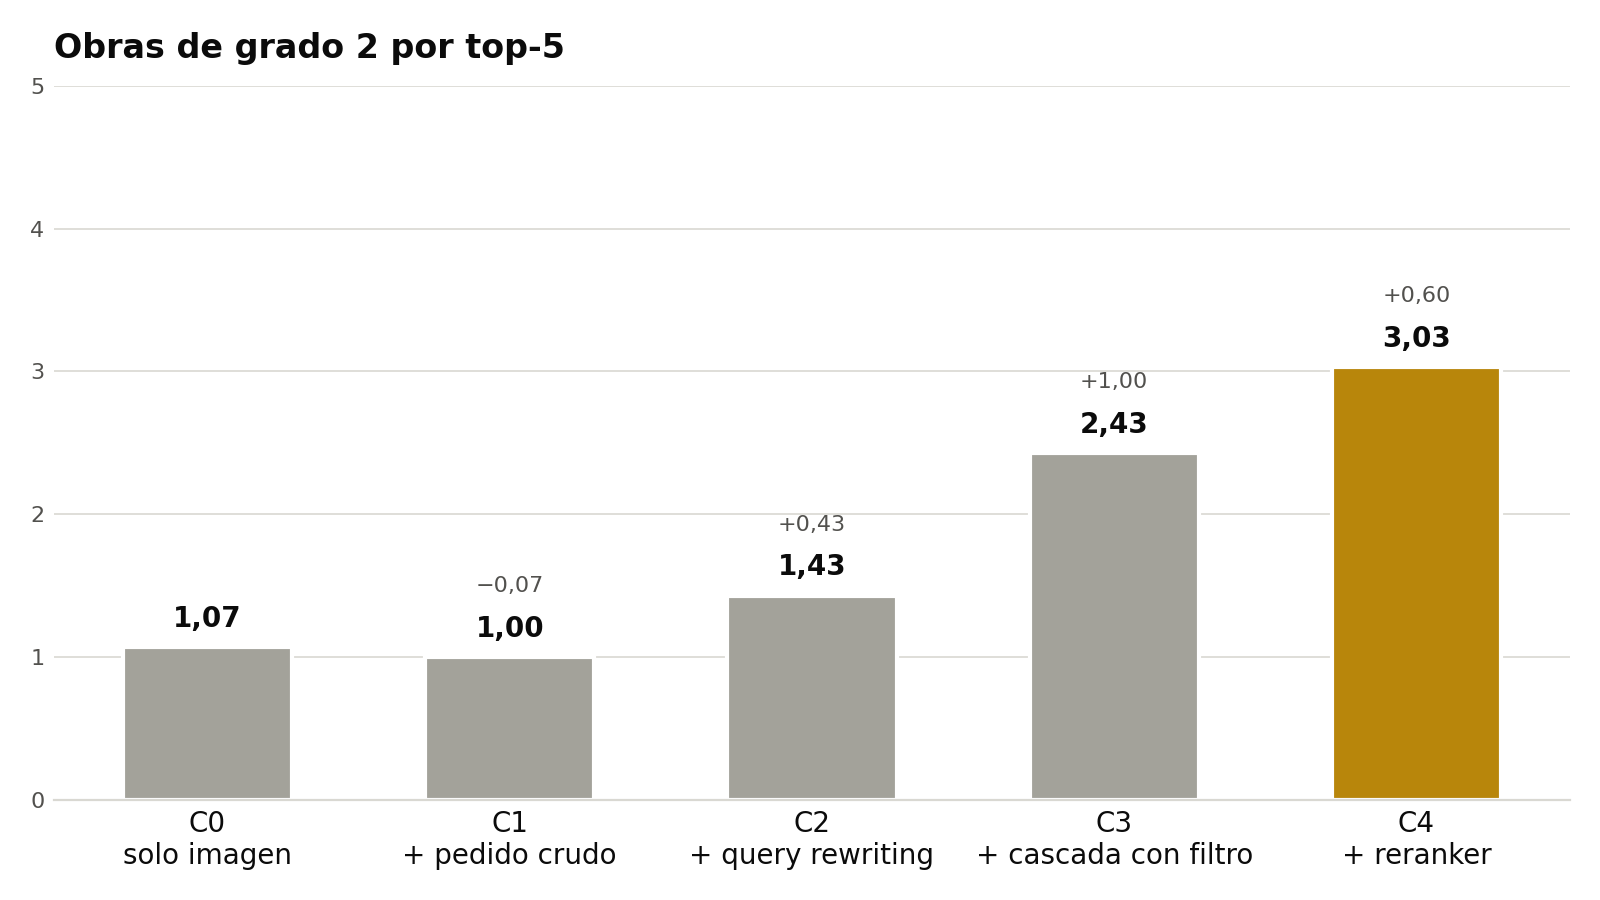 Obras de grado 2 por top-5
5
4
3
2
1
0
1,07
−0,07
1,00
+0,43
1,43
+1,00
2,43
+0,60
3,03
C0
solo imagen
C1
+ pedido crudo
C2
+ query rewriting
C3
+ cascada con filtro
C4
+ reranker